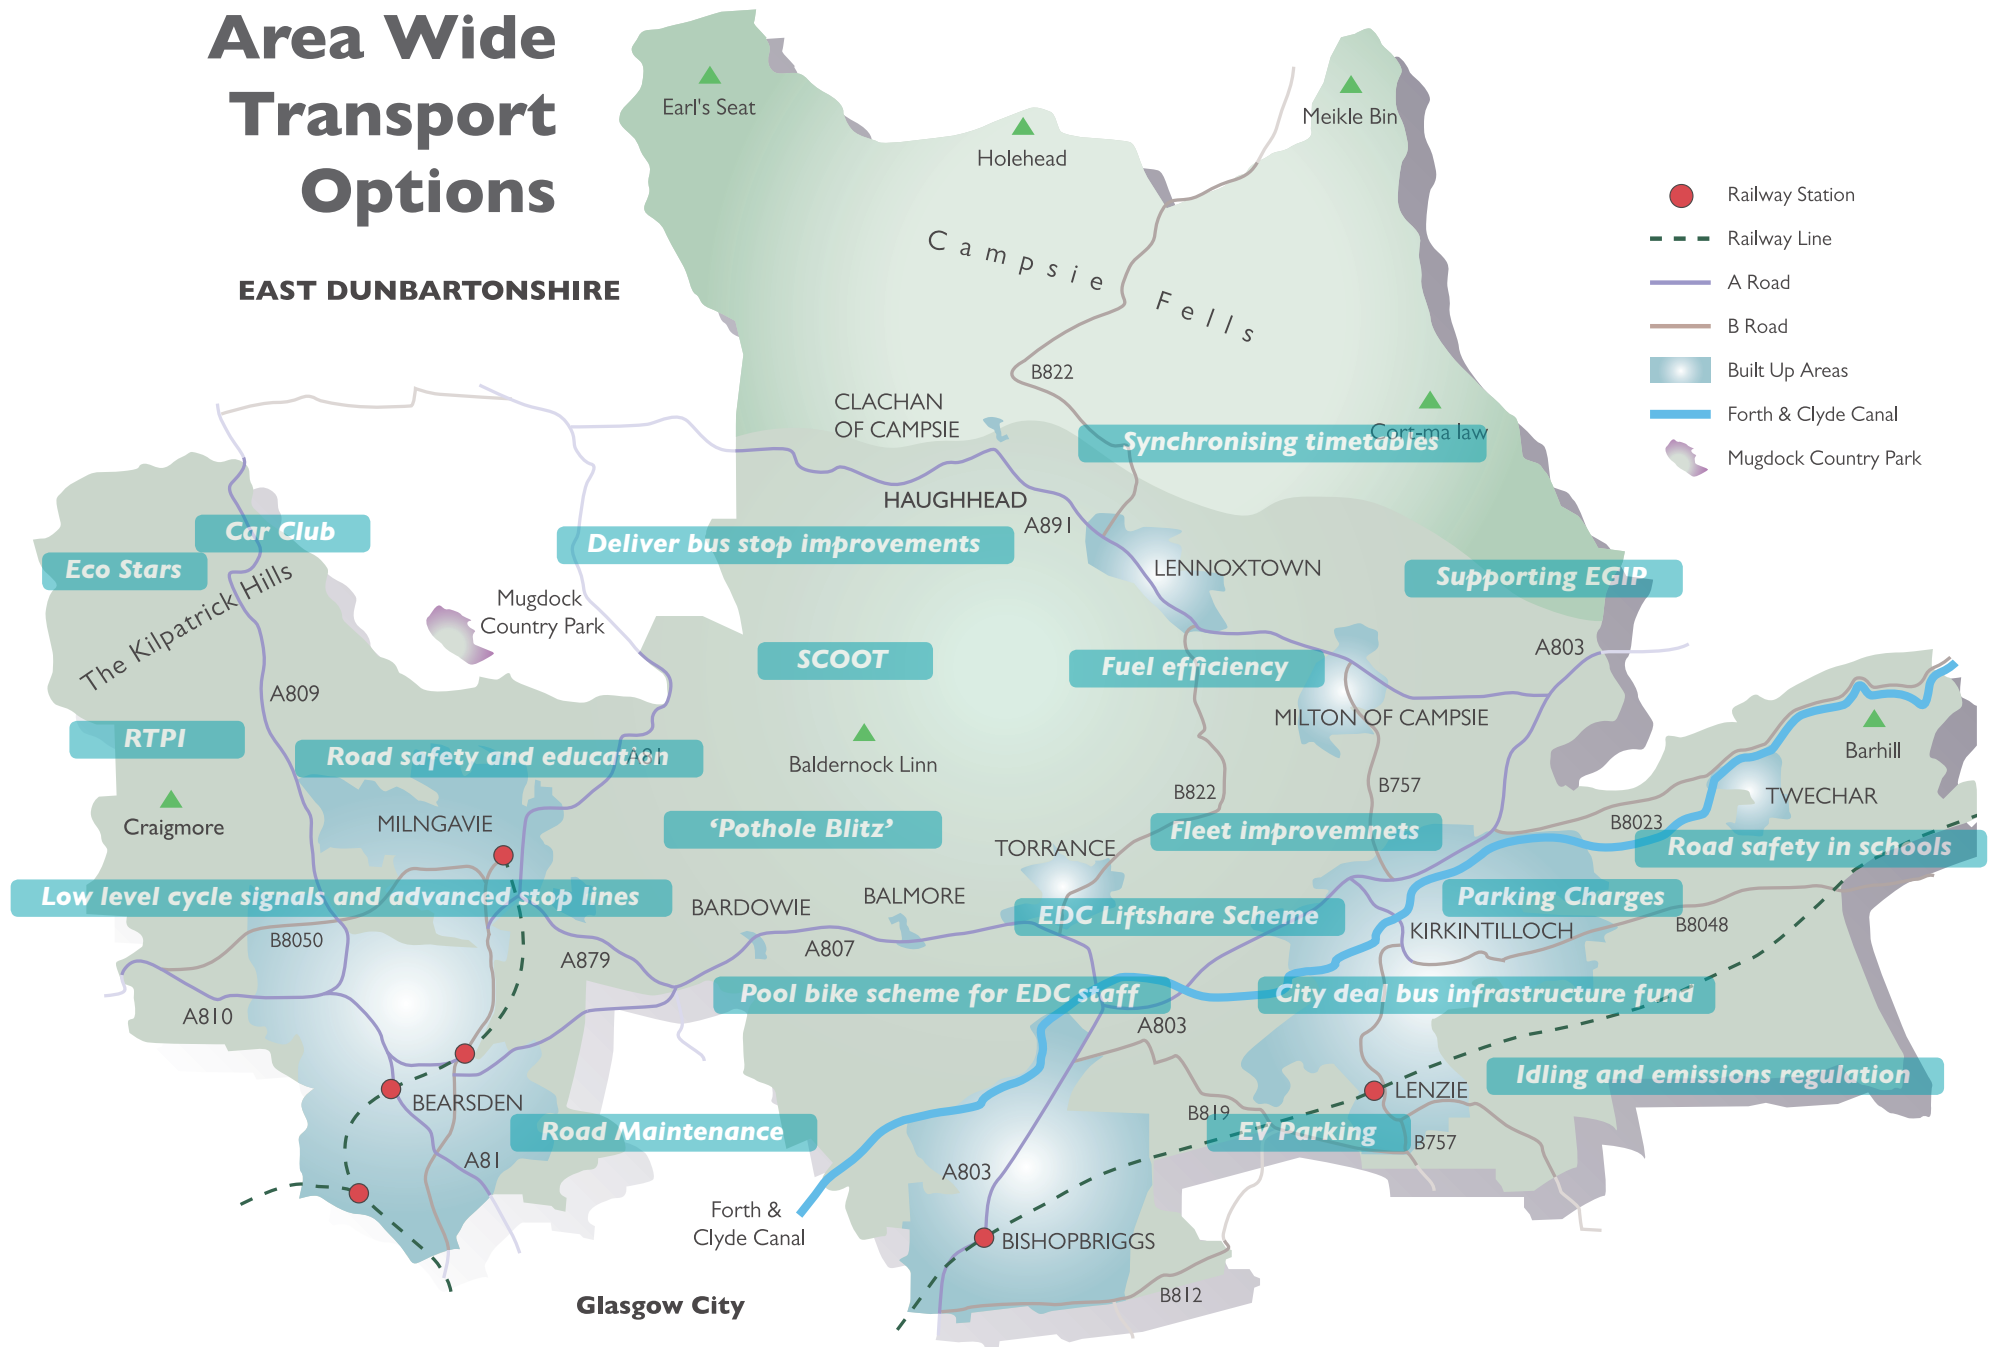 Area Wide
Transport
Options
EAST DUNBARTONSHIRE
Earl's Seat
Holehead
Meikle Bin
Campsie Fells
Railway Station
Railway Line
A Road
B Road
Built Up Areas
Forth & Clyde Canal
Mugdock Country Park
B822
CLACHAN
OF CAMPSIE
Synchronising timetables
Cort-ma law
HAUGHHEAD
A891
Car Club
Deliver bus stop improvements
Eco Stars
LENNOXTOWN
Supporting EGIP
The Kilpatrick Hills
Mugdock
Country Park
SCOOT
Fuel efficiency
A803
A809
MILTON OF CAMPSIE
RTPI
Road safety and education
A81
Baldernock Linn
Barhill
B822
B757
TWECHAR
Craigmore
MILNGAVIE
‘Pothole Blitz’
Fleet improvemnets
B8023
TORRANCE
Road safety in schools
Low level cycle signals and advanced stop lines
BARDOWIE
BALMORE
EDC Liftshare Scheme
Parking Charges
B8050
A879
A807
KIRKINTILLOCH
B8048
Pool bike scheme for EDC staff
City deal bus infrastructure fund
A810
A803
Idling and emissions regulation
BEARSDEN
LENZIE
B819
Road Maintenance
EV Parking
B757
A81
A803
Forth &
Clyde Canal
BISHOPBRIGGS
Glasgow City
B812